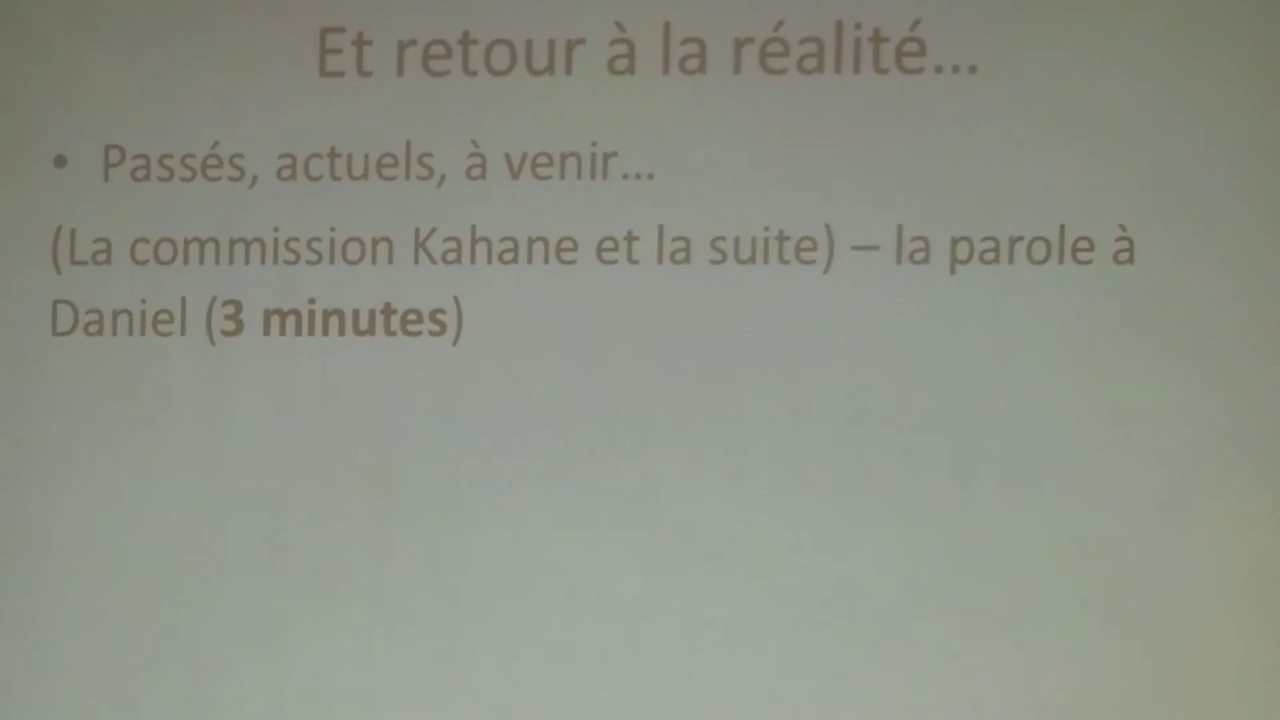 Et retour à la réalité...
• Passés, actuels, à venir...
(La commission Kahane et la suite) – la parole à
Daniel (3 minutes)